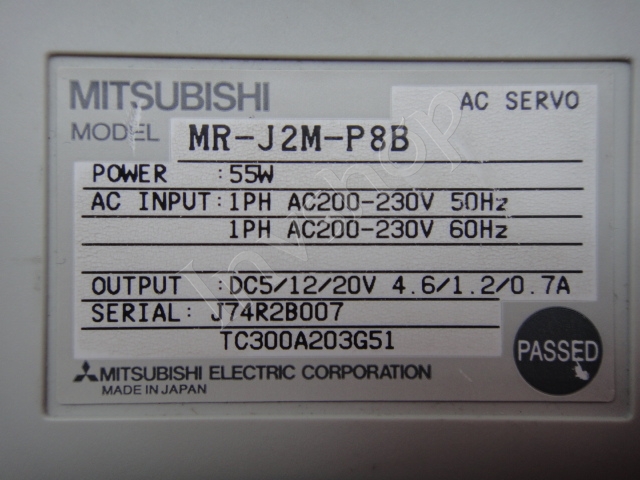 MITSUBISHI
AC SERVO
MODEL MR-J2M-P8B
POWER :55W
AC INPUT:1PH AC200-230V 50Hz
1PH AC200-230V 60Hz
OUTPUT :DC5/12/20V 4.6/1.2/0.7A
SERIAL: J74R2B007
TC300A203G51
PASSED
MITSUBISHI ELECTRIC CORPORATION
MADE IN JAPAN
Inv-hop